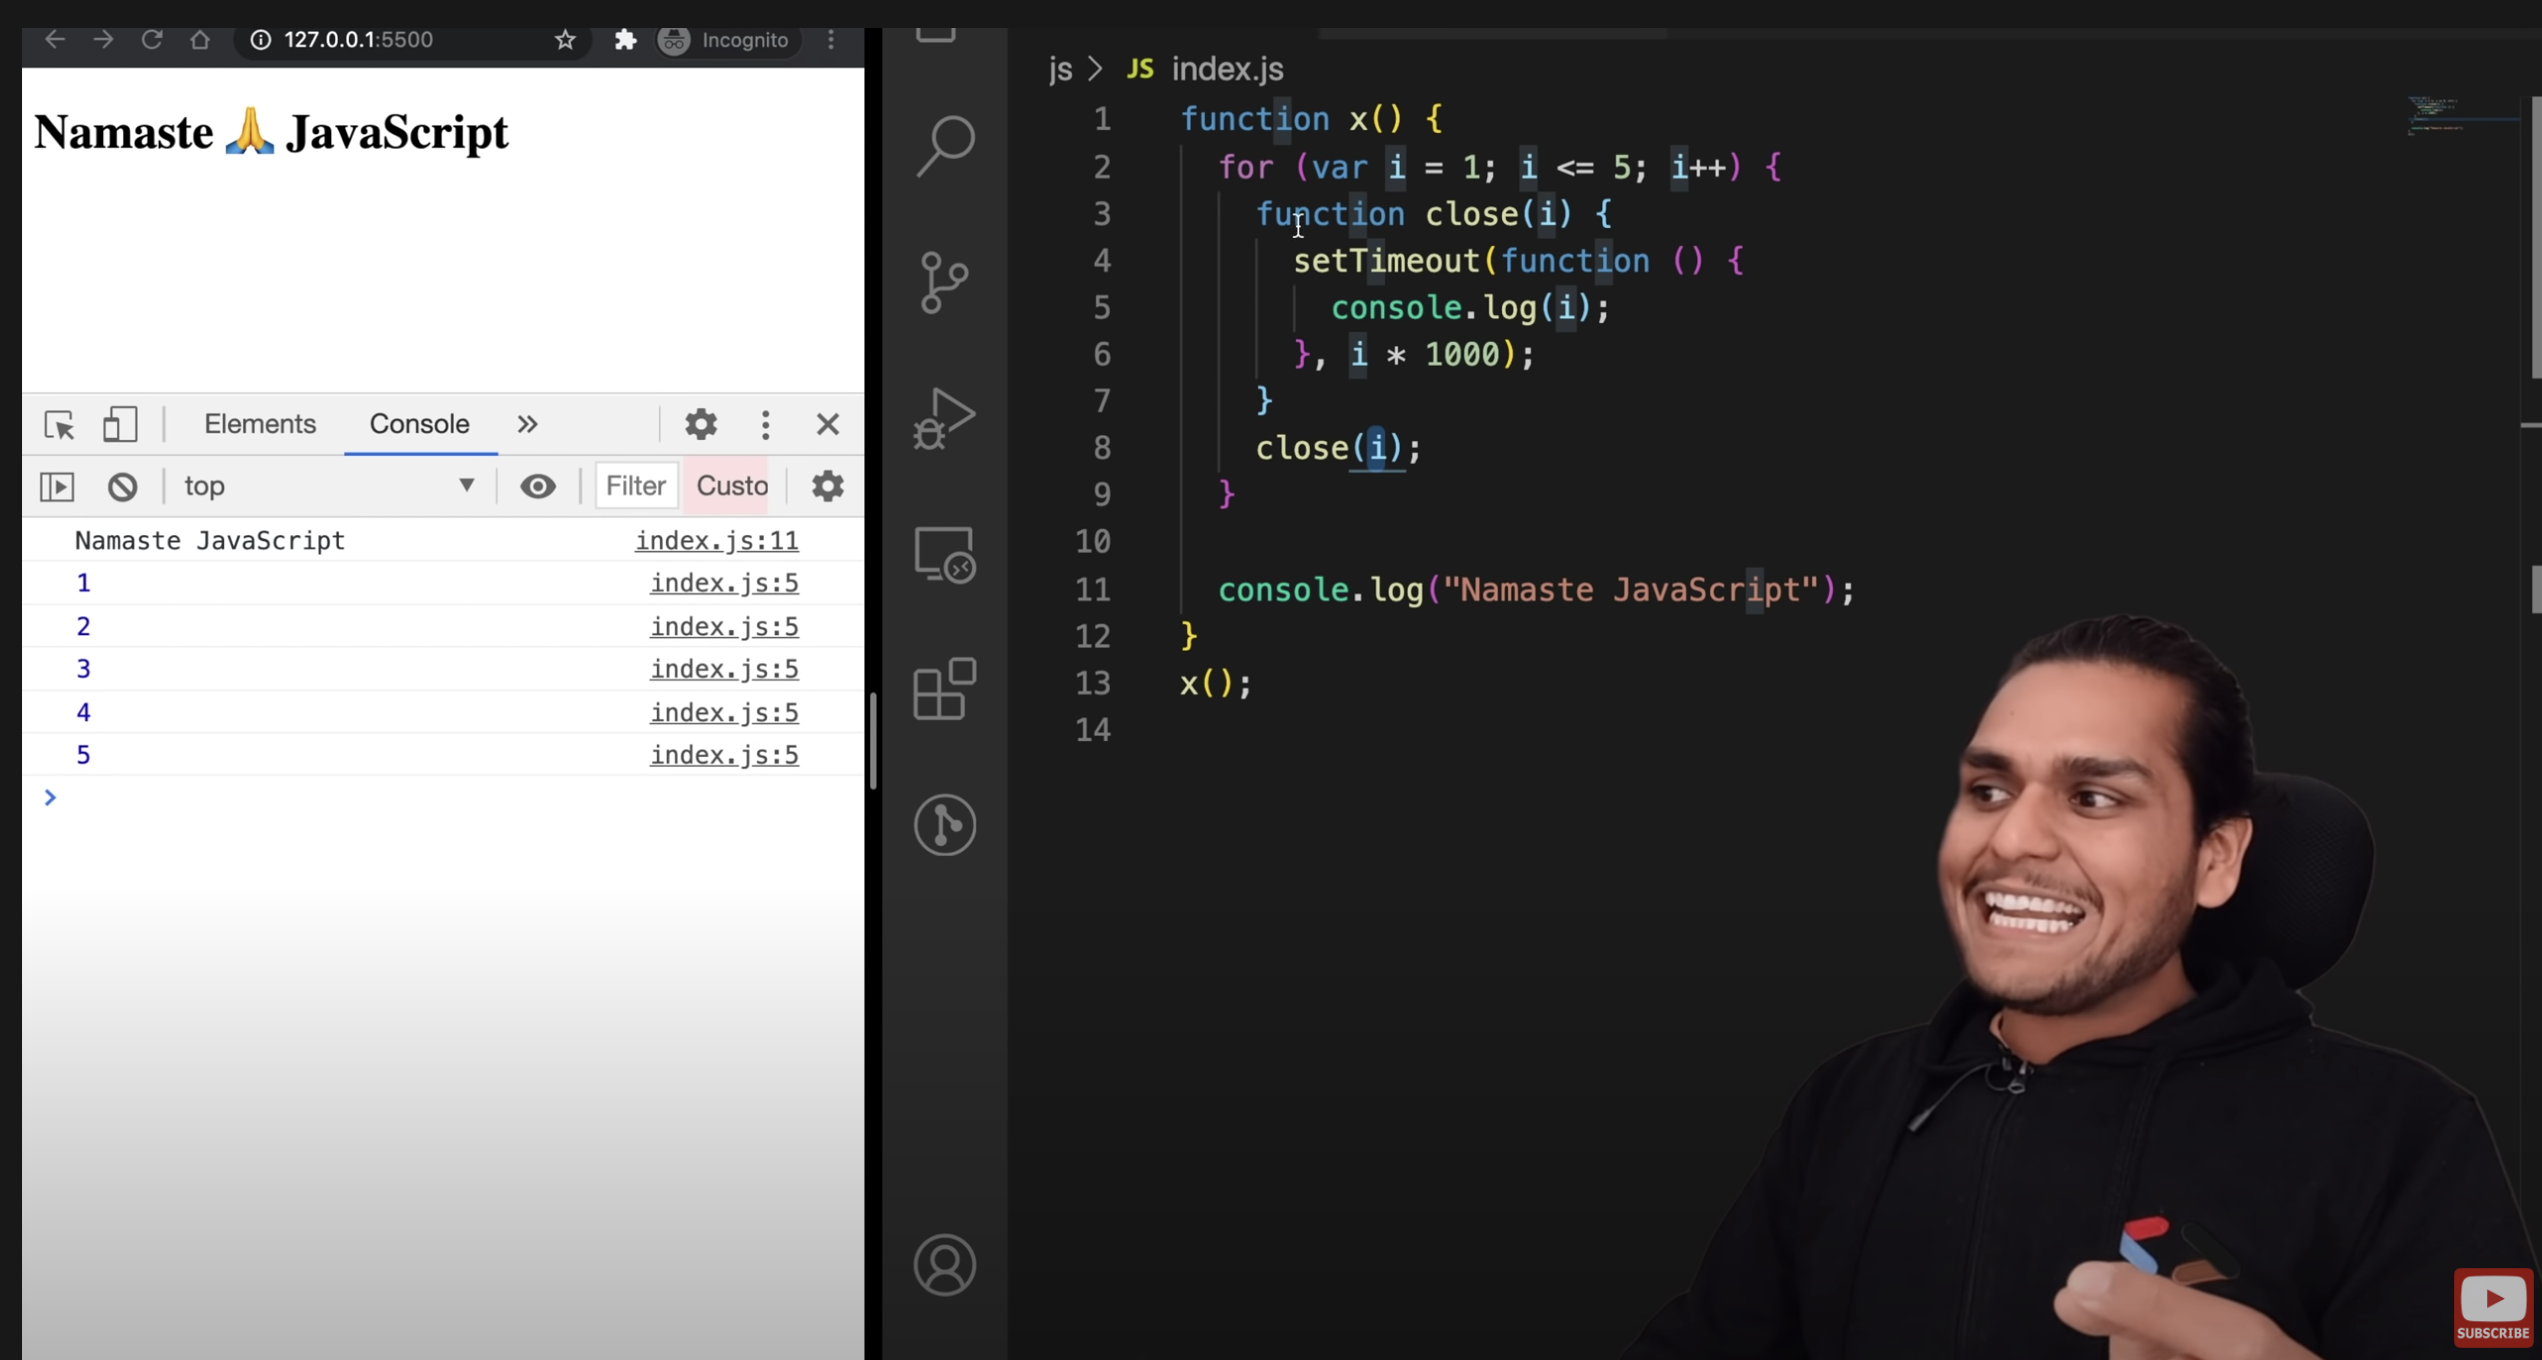 127.0.0.1:5500
Incognito
Namaste 🙏 JavaScript
Elements
Console
top
Filter
Custo
Namaste JavaScript index.js:11
1 index.js:5
2 index.js:5
3 index.js:5
4 index.js:5
5 index.js:5
js > JS index.js
1 function x() {
2 for (var i = 1; i <= 5; i++) {
3 function close(i) {
4 setTimeout(function () {
5 console.log(i);
6 }, i * 1000);
7 }
8 close(i);
9 }
10
11 console.log("Namaste JavaScript");
12 }
13 x();
14
SUBSCRIBE